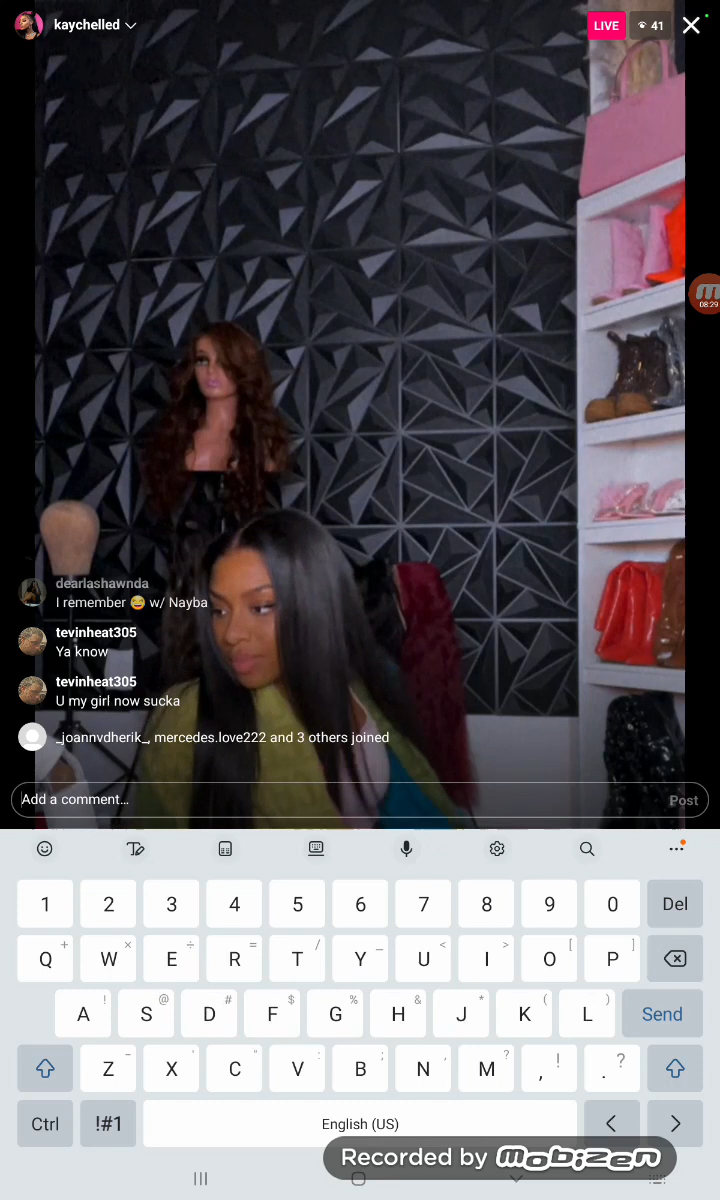 kaychelled
LIVE
41
08:29
dearlashawnda
I remember 😅 w/ Nayba
tevinheat305
Ya know
tevinheat305
U my girl now sucka
_joannvdherik_, mercedes.love222 and 3 others joined
Add a comment...
Post
1 2 3 4 5 6 7 8 9 0 Del
+ × ÷ = / _ < > [ ]
Q W E R T Y U I O P
! @ # $ % & * ( )
A S D F G H J K L Send
- ' " : ; , ? ! ?
Z X C V B N M , .
Ctrl !#1 English (US) < >
Recorded by mobizen